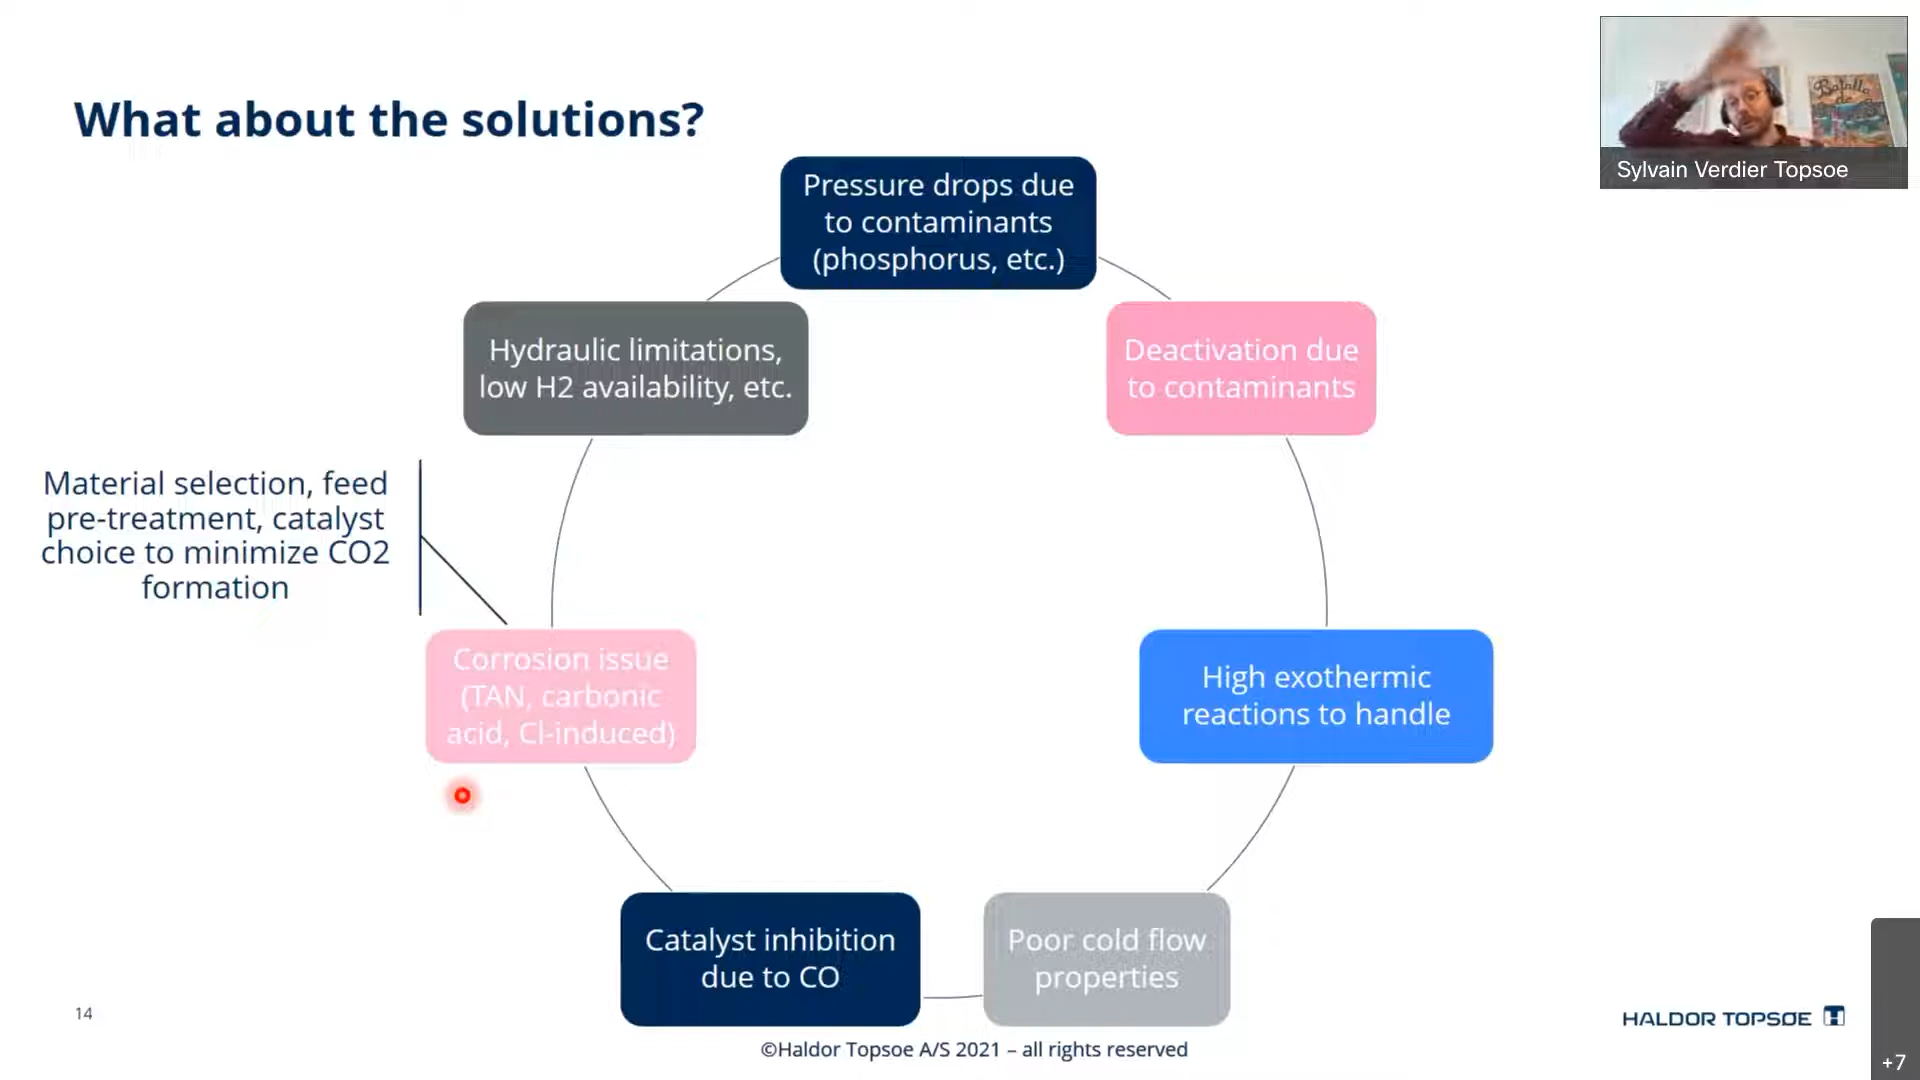 What about the solutions?
Pressure drops due
to contaminants
(phosphorus, etc.)
Hydraulic limitations,
low H2 availability, etc.
Deactivation due
to contaminants
Material selection, feed
pre-treatment, catalyst
choice to minimize CO2
formation
Corrosion issue
(TAN, carbonic
acid, Cl-induced)
High exothermic
reactions to handle
Catalyst inhibition
due to CO
Poor cold flow
properties
14
HALDOR TOPSØE
©Haldor Topsoe A/S 2021 – all rights reserved
Sylvain Verdier Topsoe
Batalla
de
+7